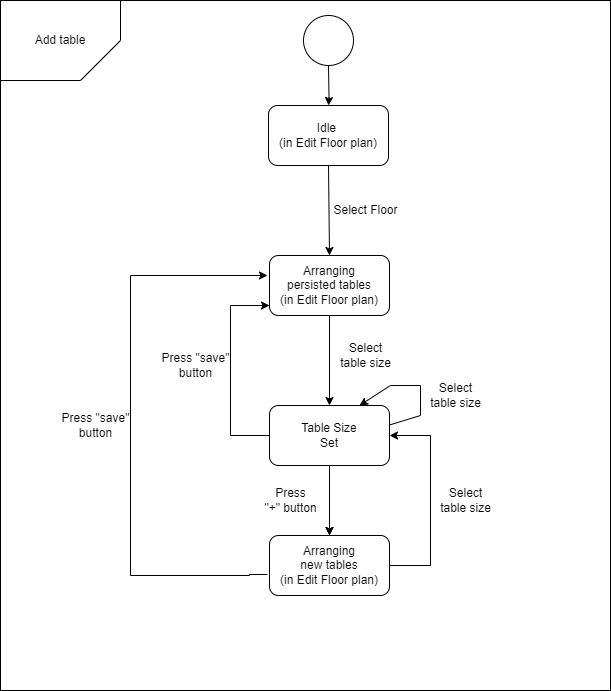 Add table
Idle
(in Edit Floor plan)
Select Floor
Arranging
persisted tables
(in Edit Floor plan)
Select
table size
Press "save"
button
Select
table size
Press "save"
button
Table Size
Set
Press
"+" button
Select
table size
Arranging
new tables
(in Edit Floor plan)